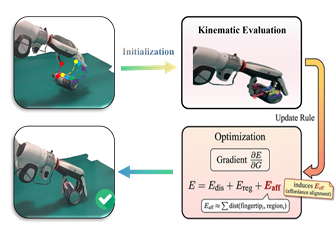 Initialization
Kinematic Evaluation
Update Rule
Optimization
Gradient ∂E/∂G
E = E_dis + E_reg + E_aff
induces E_aff
(affordance alignment)
E_aff ≈ ∑ dist(fingertip_i, region_i)